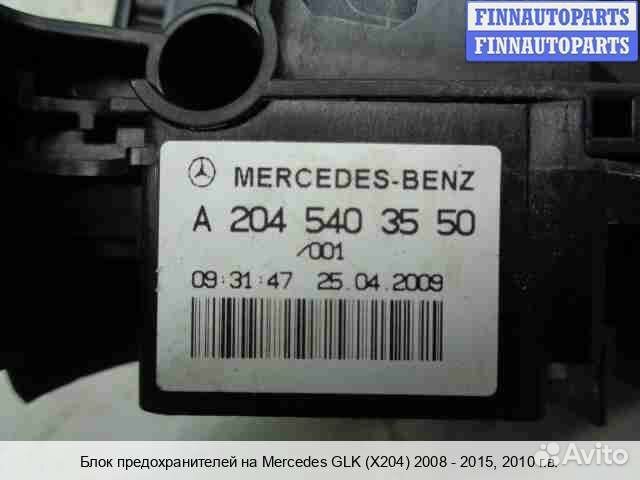 FINNAUTOPARTS
FINNAUTOPARTS
MERCEDES-BENZ
A 204 540 35 50
/001
09:31:47 25.04.2009
Блок предохранителей на Mercedes GLK (X204) 2008 - 2015, 2010 г.в.
Avito